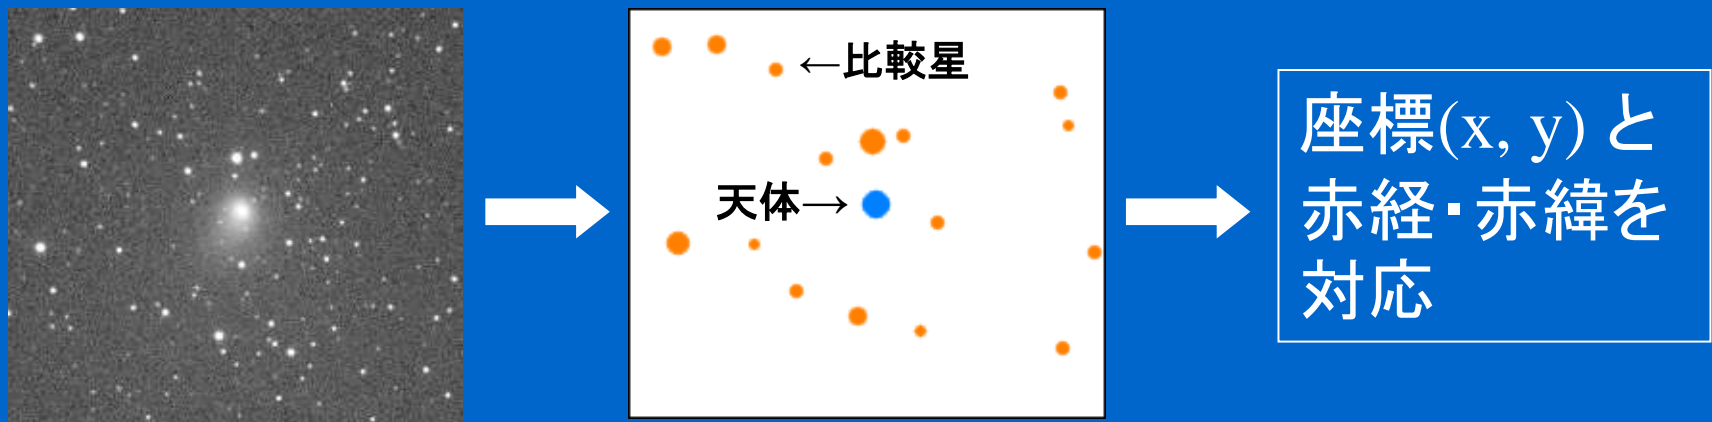 ←比較星
天体→
座標(x, y) と
赤経・赤緯を
対応